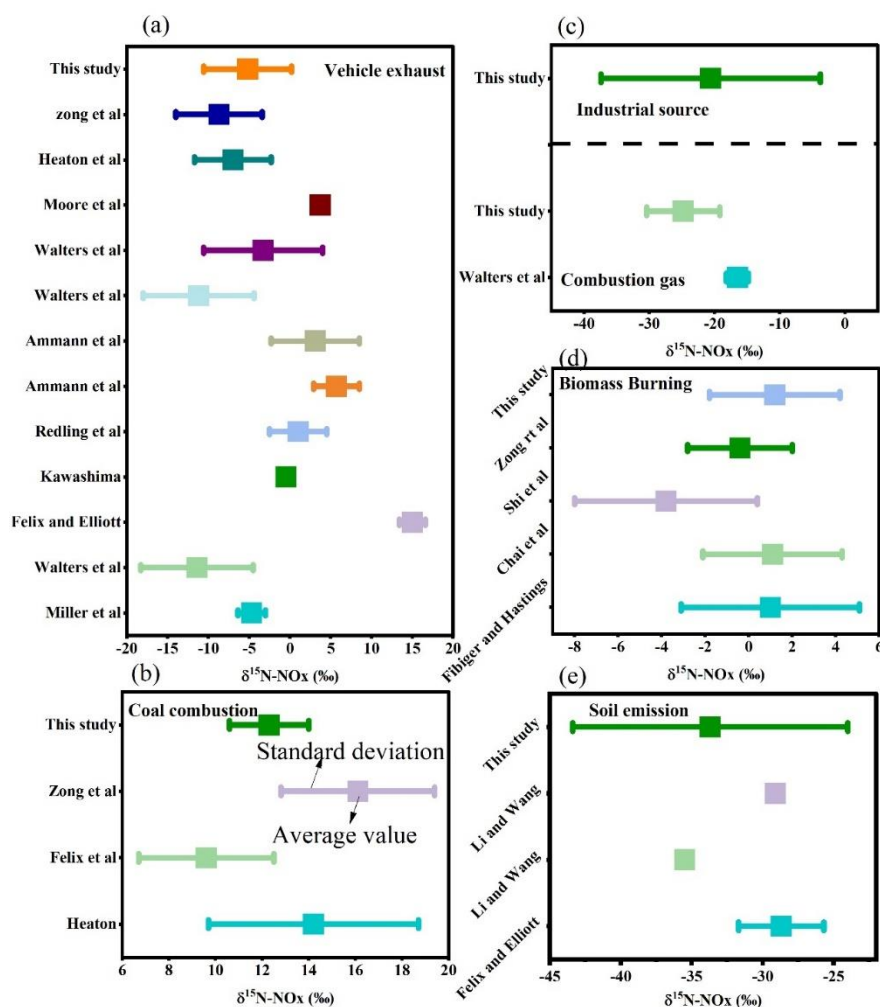 (a)
Vehicle exhaust
This study
zong et al
Heaton et al
Moore et al
Walters et al
Walters et al
Ammann et al
Ammann et al
Redling et al
Kawashima
Felix and Elliott
Walters et al
Miller et al
-20 -15 -10 -5 0 5 10 15 20
δ¹⁵N-NOx (‰)
(b)
Coal combustion
This study
Standard deviation
Zong et al
Average value
Felix et al
Heaton
6 8 10 12 14 16 18 20
δ¹⁵N-NOx (‰)
(c)
This study
Industrial source
This study
Walters et al
Combustion gas
-40 -30 -20 -10 0
δ¹⁵N-NOx (‰)
(d)
Biomass Burning
This study
Zong rt al
Shi et al
Chai et al
Fibiger and Hastings
-8 -6 -4 -2 0 2 4 6
δ¹⁵N-NOx (‰)
(e)
Soil emission
This study
Li and Wang
Li and Wang
Felix and Elliott
-45 -40 -35 -30 -25
δ¹⁵N-NOx (‰)